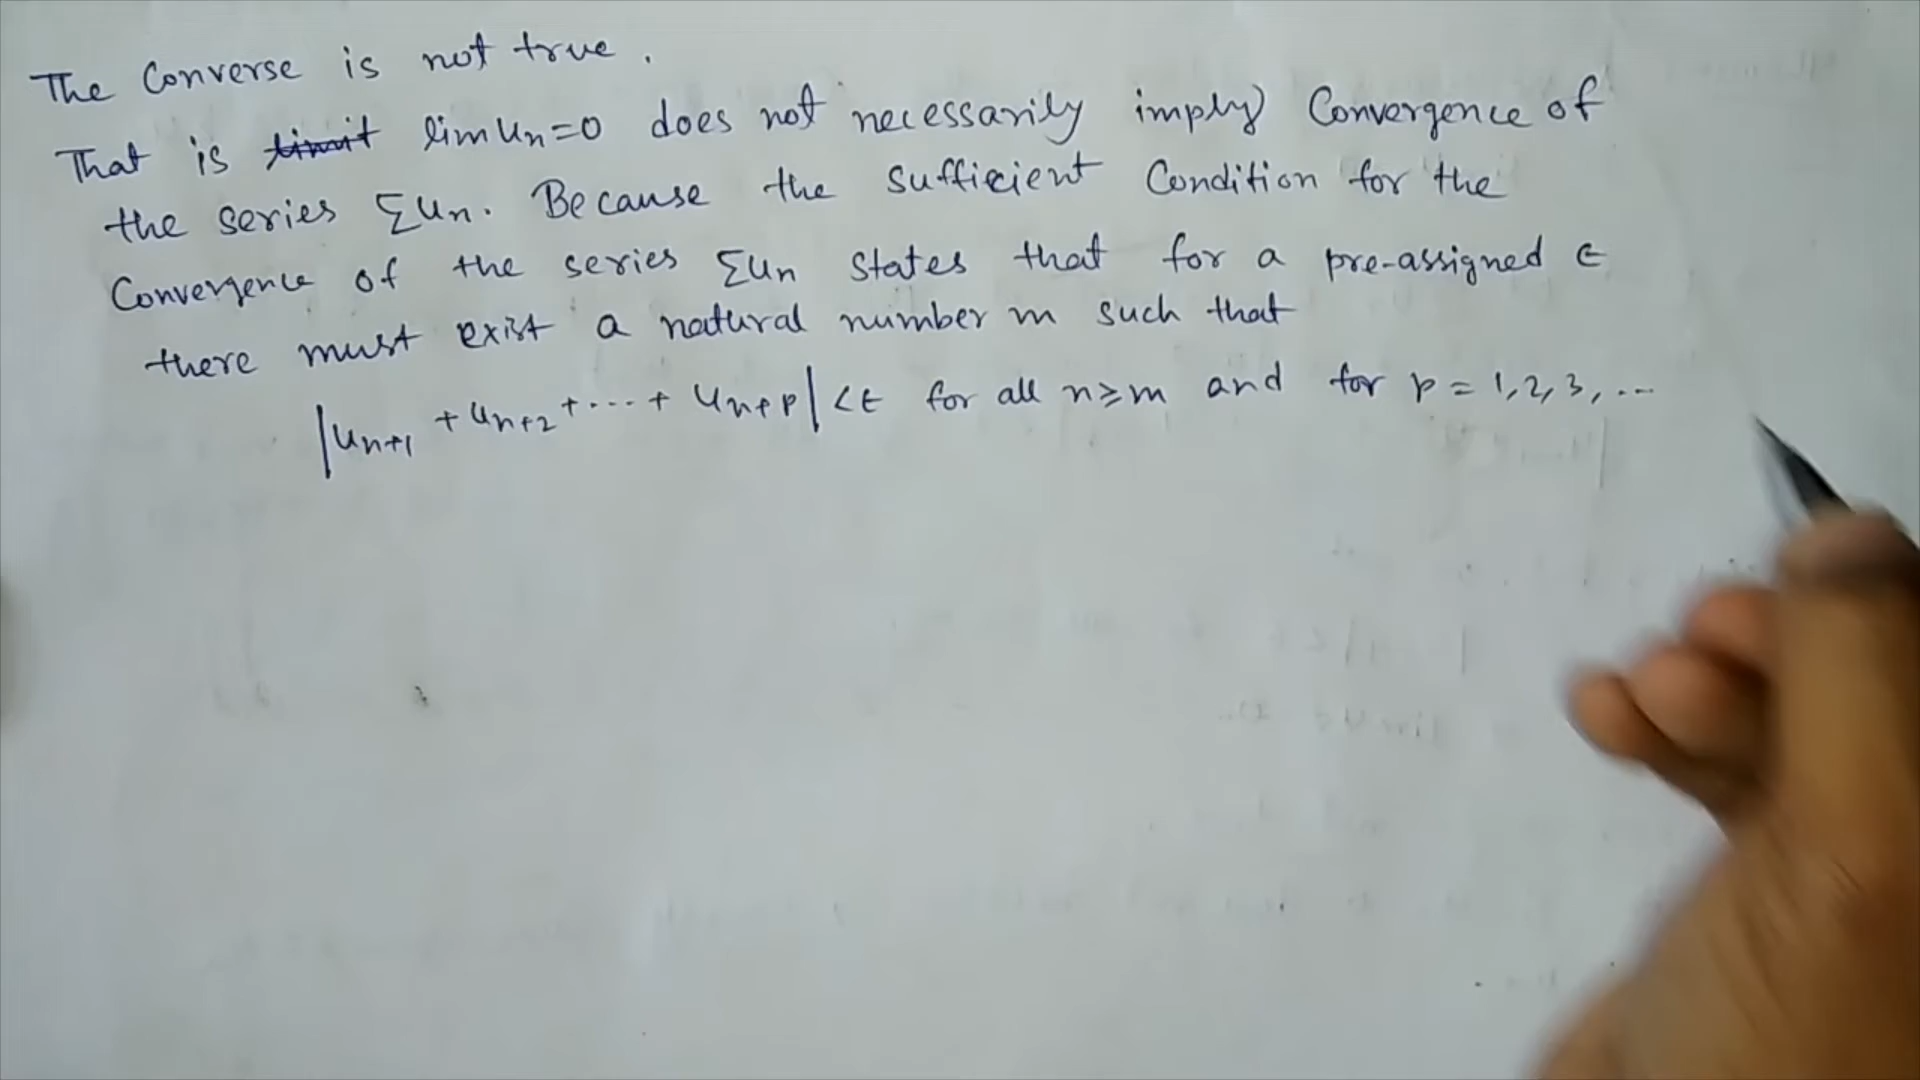 The Converse is not true.
That is limit lim un=0 does not necessarily imply Convergence of
the series Σun. Because the sufficient Condition for the
Convergence of the series Σun states that for a pre-assigned ϵ
there must exist a natural number m such that
|un+1 + un+2 + ... + un+p| < ϵ for all n≥m and for p = 1,2,3,...